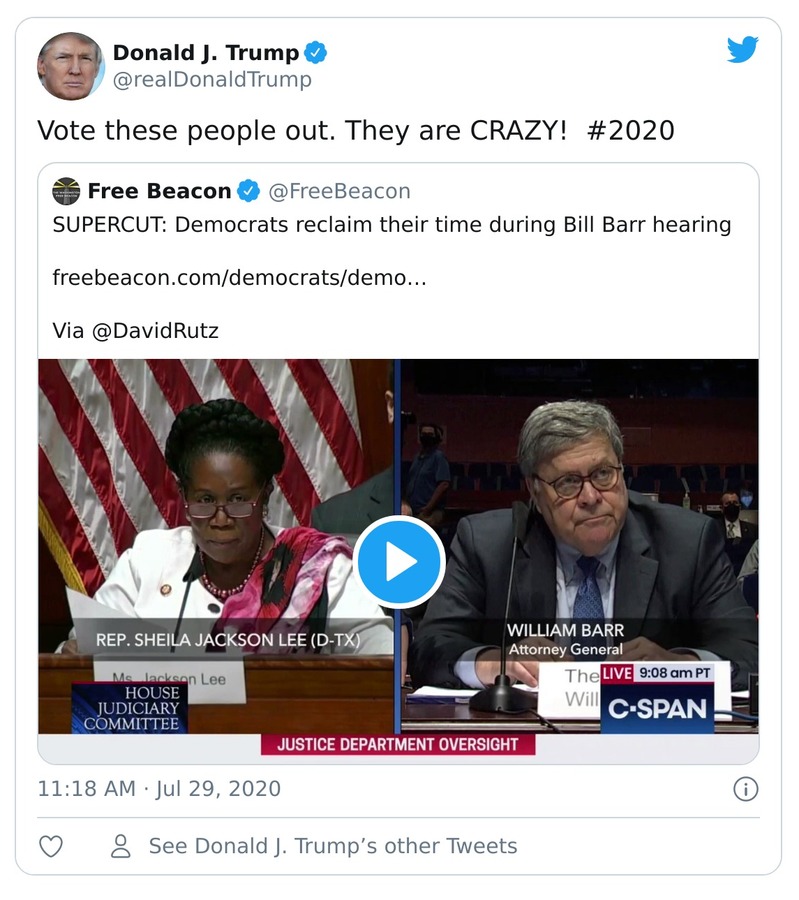 Donald J. Trump
@realDonaldTrump
Vote these people out. They are CRAZY!  #2020
Free Beacon @FreeBeacon
SUPERCUT: Democrats reclaim their time during Bill Barr hearing
freebeacon.com/democrats/demo…
Via @DavidRutz
REP. SHEILA JACKSON LEE (D-TX)
Ms. Jackson Lee
HOUSE
JUDICIARY
COMMITTEE
WILLIAM BARR
Attorney General
The
Will
LIVE 9:08 am PT
C-SPAN
JUSTICE DEPARTMENT OVERSIGHT
11:18 AM · Jul 29, 2020
See Donald J. Trump’s other Tweets